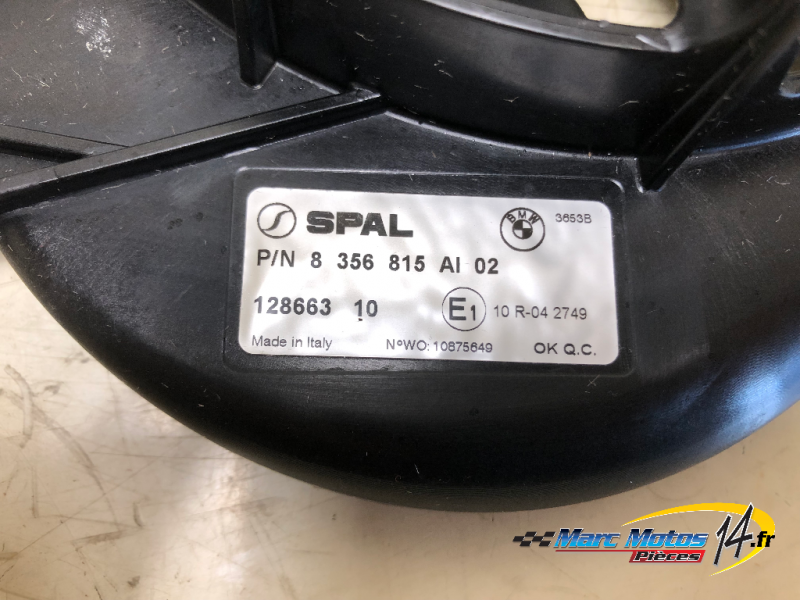 SPAL
BMW
3653B
P/N 8 356 815 AI 02
128663 10
E1
10 R-04 2749
Made in Italy
N°WO: 10875649
OK Q.C.
Marc Motos 14.fr
Pièces